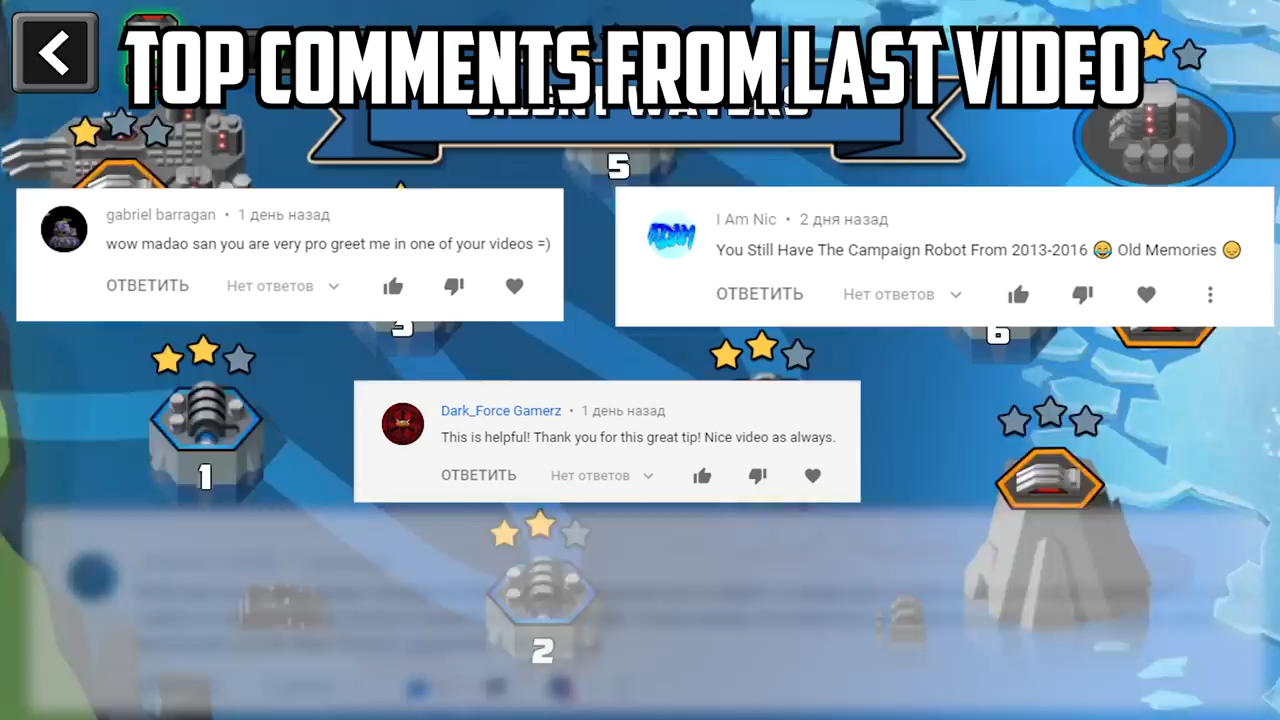 TOP COMMENTS FROM LAST VIDEO
SILENT WATERS
5
gabriel barragan • 1 день назад
wow madao san you are very pro greet me in one of your videos =)
ОТВЕТИТЬ Нет ответов
I Am Nic • 2 дня назад
You Still Have The Campaign Robot From 2013-2016 😂 Old Memories 😔
ОТВЕТИТЬ Нет ответов
3
6
Dark_Force Gamerz • 1 день назад
This is helpful! Thank you for this great tip! Nice video as always.
ОТВЕТИТЬ Нет ответов
1
2